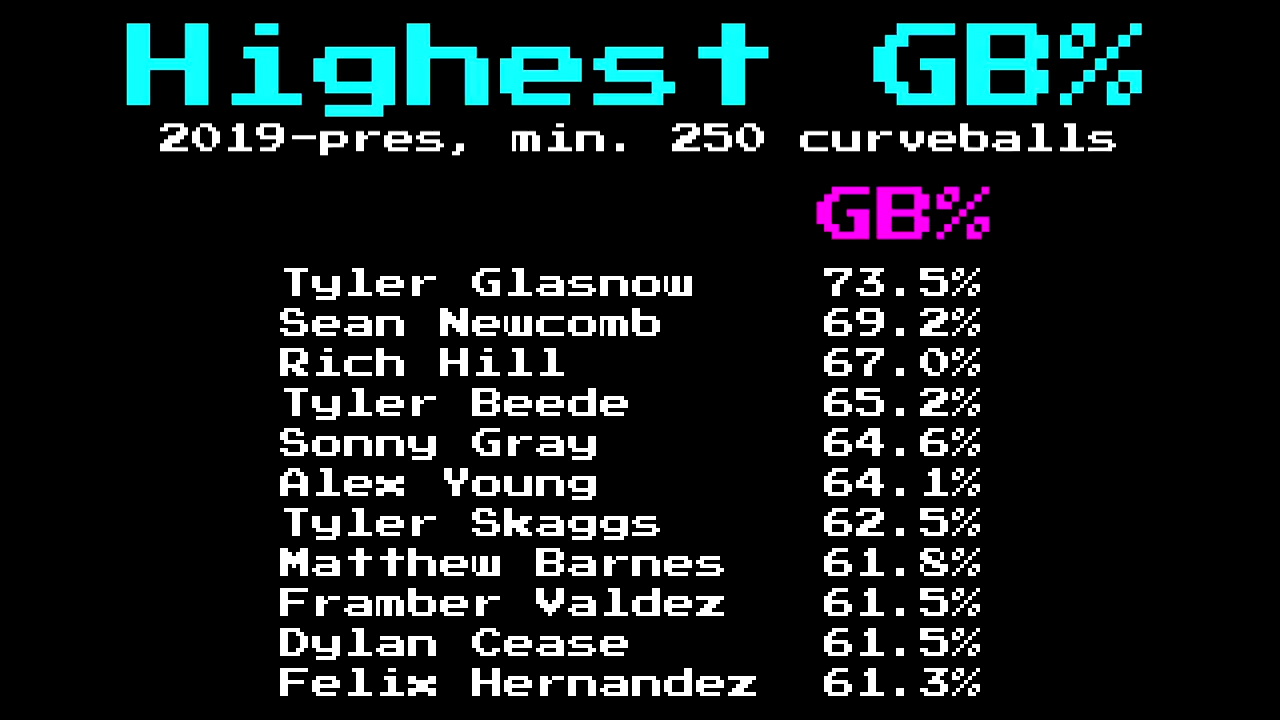 Highest GB%
2019-pres, min. 250 curveballs
GB%
Tyler Glasnow 73.5%
Sean Newcomb 69.2%
Rich Hill 67.0%
Tyler Beede 65.2%
Sonny Gray 64.6%
Alex Young 64.1%
Tyler Skaggs 62.5%
Matthew Barnes 61.8%
Framber Valdez 61.5%
Dylan Cease 61.5%
Felix Hernandez 61.3%